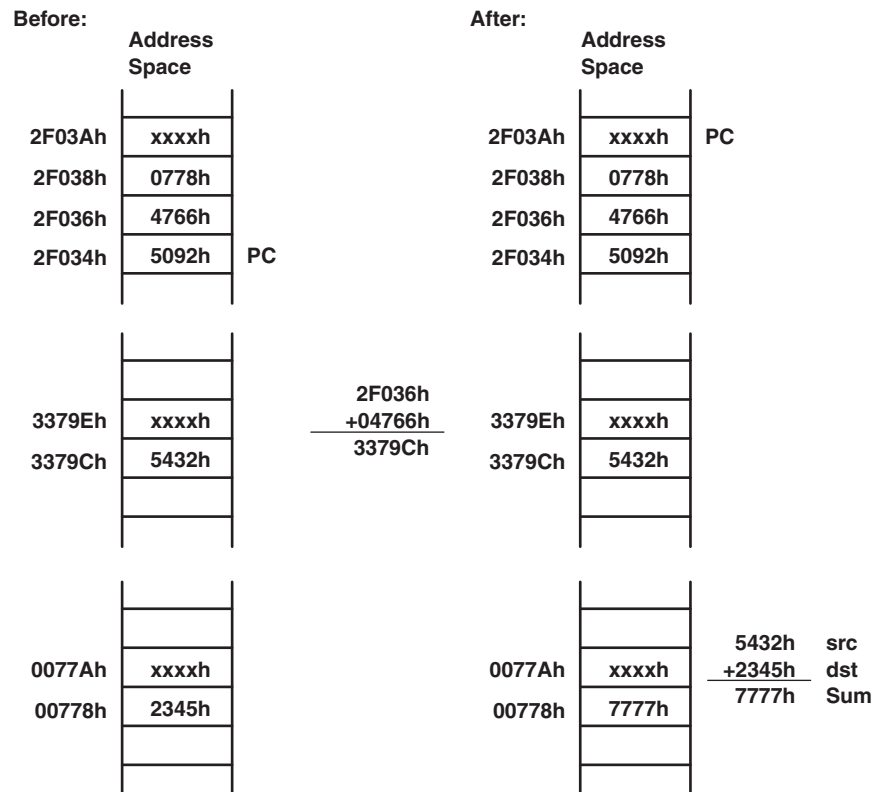 Before:
Address
Space
2F03Ah xxxxh
2F038h 0778h
2F036h 4766h
2F034h 5092h PC
3379Eh xxxxh
3379Ch 5432h
0077Ah xxxxh
00778h 2345h
2F036h
+04766h
3379Ch
After:
Address
Space
2F03Ah xxxxh PC
2F038h 0778h
2F036h 4766h
2F034h 5092h
3379Eh xxxxh
3379Ch 5432h
0077Ah xxxxh
00778h 7777h
5432h src
+2345h dst
7777h Sum